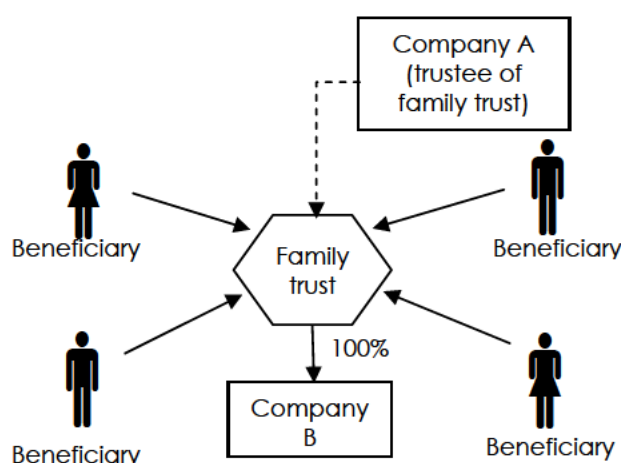 Company A
(trustee of
family trust)
Beneficiary
Beneficiary
Family
trust
100%
Company
B
Beneficiary
Beneficiary